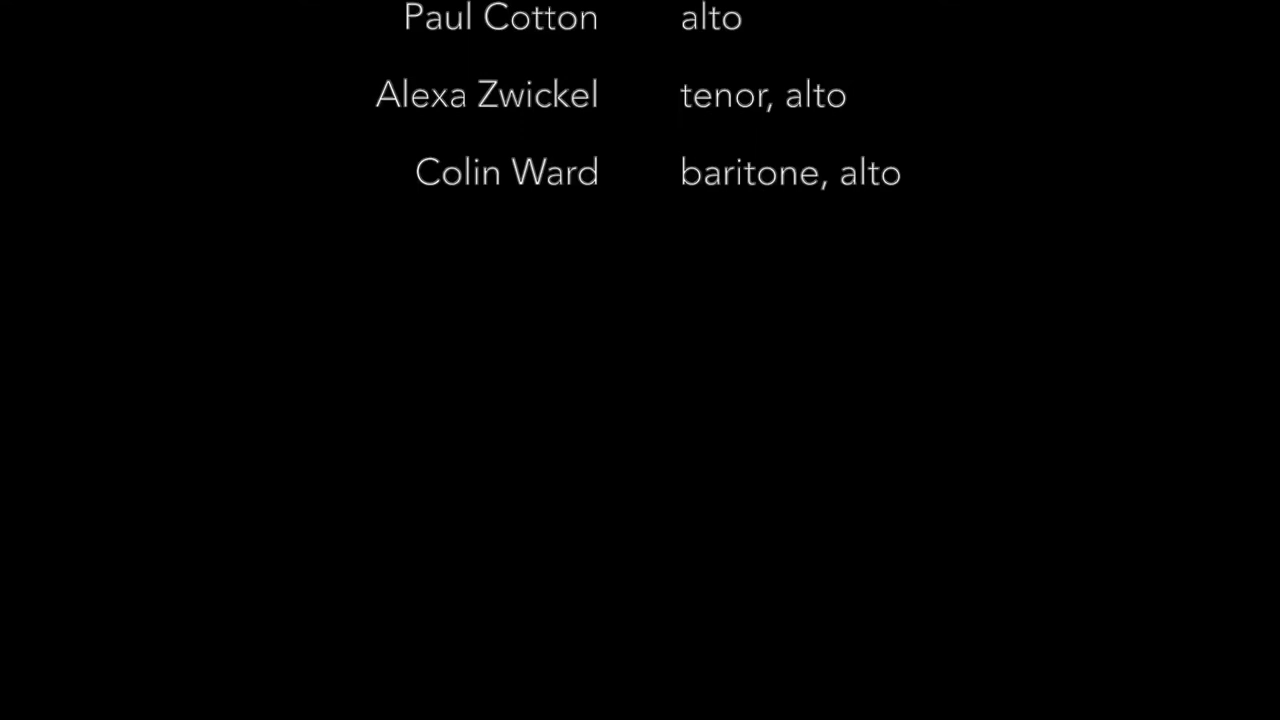 Paul Cotton alto
Alexa Zwickel tenor, alto
Colin Ward baritone, alto